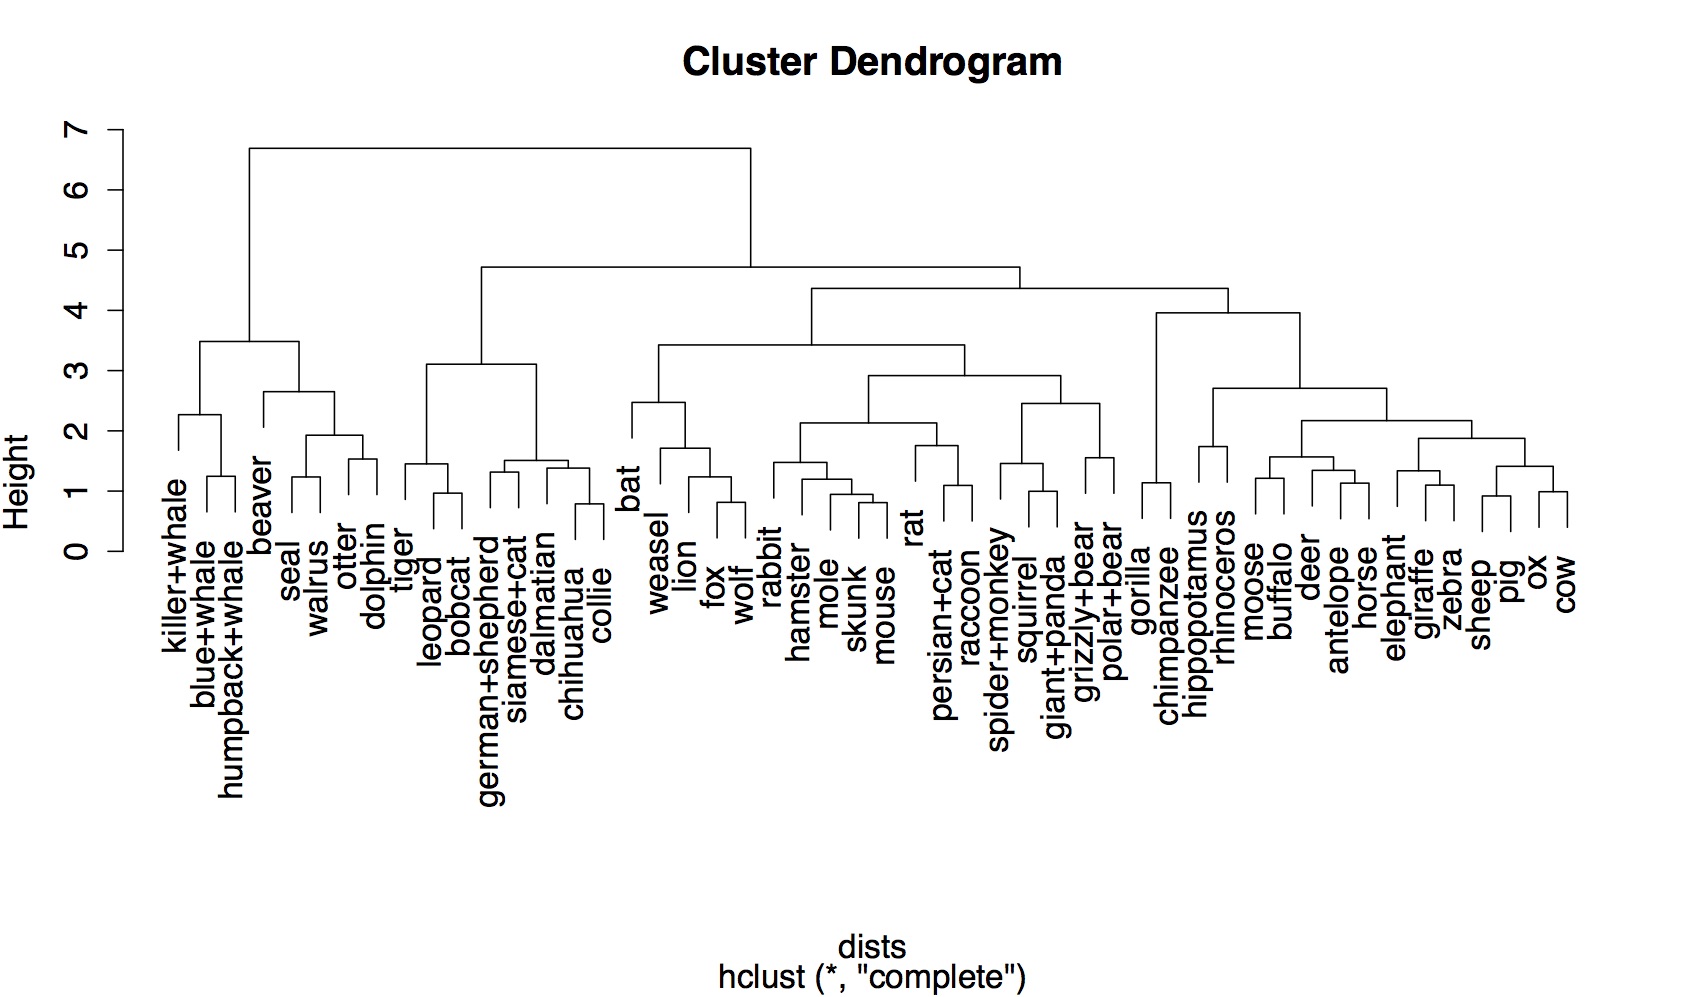 Cluster Dendrogram
Height
7
6
5
4
3
2
1
0
killer+whale
blue+whale
humpback+whale
beaver
seal
walrus
otter
dolphin
tiger
leopard
bobcat
german+shepherd
siamese+cat
dalmatian
chihuahua
collie
bat
weasel
lion
fox
wolf
rabbit
hamster
mole
skunk
mouse
rat
persian+cat
raccoon
spider+monkey
squirrel
giant+panda
grizzly+bear
polar+bear
gorilla
chimpanzee
hippopotamus
rhinoceros
moose
buffalo
deer
antelope
horse
elephant
giraffe
zebra
sheep
pig
ox
cow
dists
hclust (*, "complete")